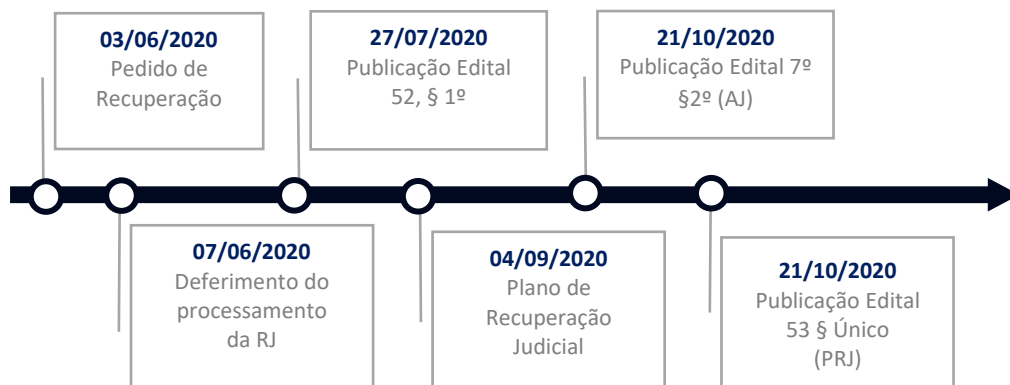 03/06/2020
Pedido de
Recuperação
27/07/2020
Publicação Edital
52, § 1º
21/10/2020
Publicação Edital 7º
§2º (AJ)
07/06/2020
Deferimento do
processamento
da RJ
04/09/2020
Plano de
Recuperação
Judicial
21/10/2020
Publicação Edital
53 § Único
(PRJ)